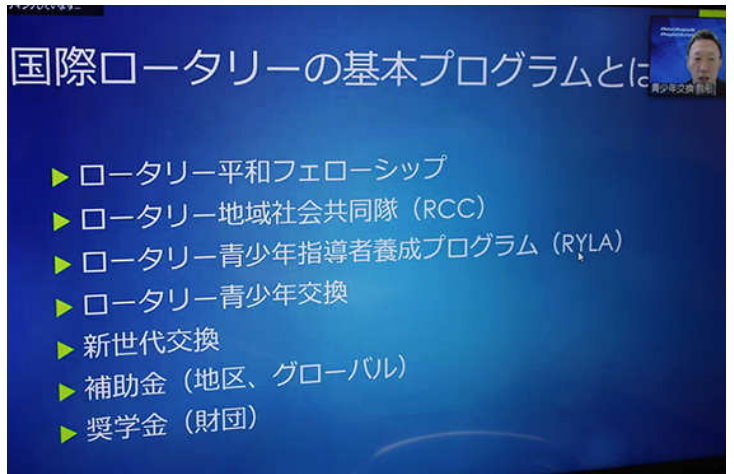 国際ロータリーの基本プログラムとは
青少年交換
▶ ロータリー平和フェローシップ
▶ ロータリー地域社会共同隊（RCC）
▶ ロータリー青少年指導者養成プログラム（RYLA）
▶ ロータリー青少年交換
▶ 新世代交換
▶ 補助金（地区、グローバル）
▶ 奨学金（財団）